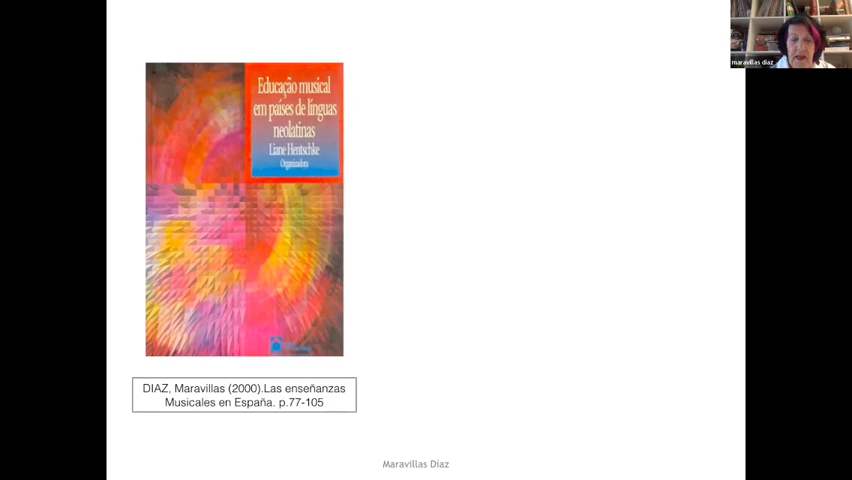 maravillas diaz
Educação musical
em países de línguas
neolatinas
Liane Hentschke
Organizadora
DIAZ, Maravillas (2000).Las enseñanzas
Musicales en España. p.77-105
Maravillas Diaz